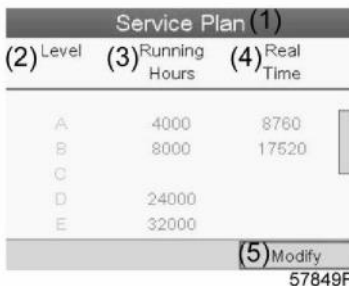 Service Plan (1)
(2) Level (3) Running Hours (4) Real Time
A 4000 8760
B 8000 17520
C
D 24000
E 32000
(5) Modify
57849F